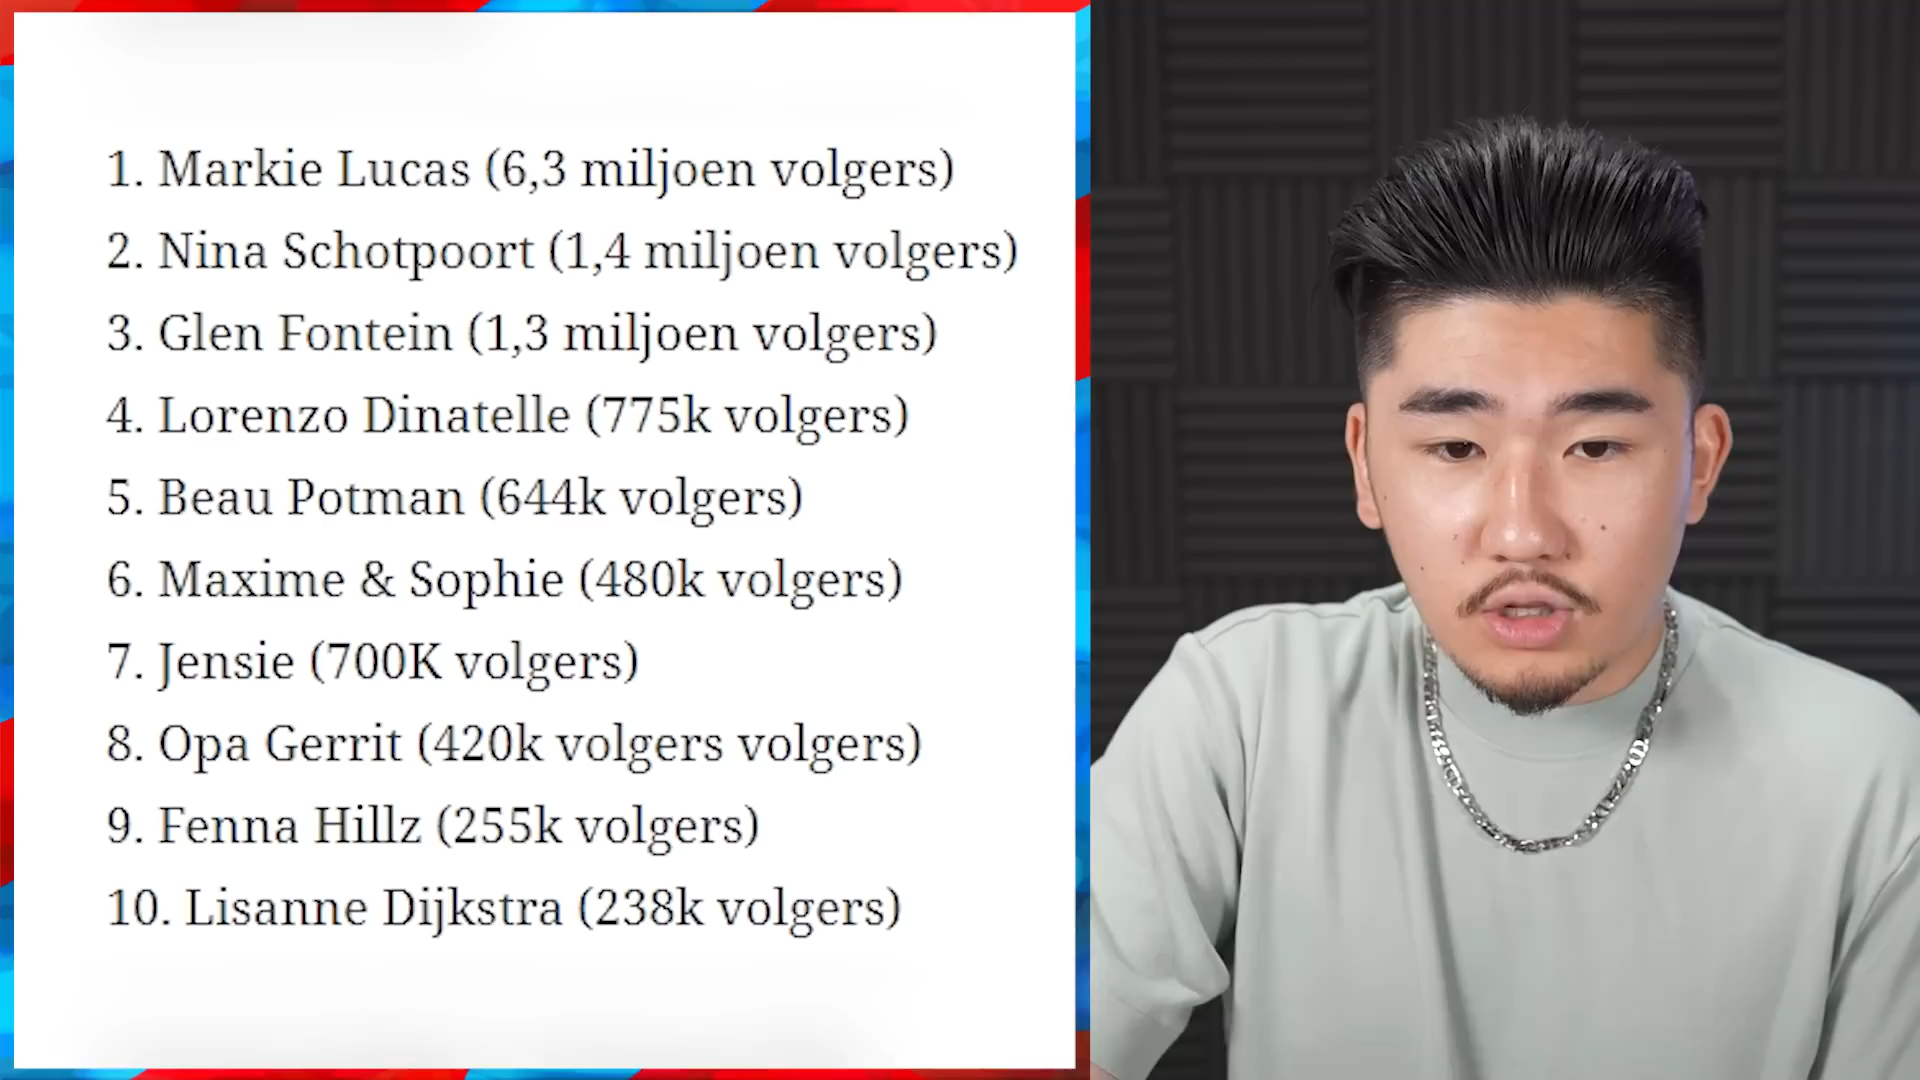 1. Markie Lucas (6,3 miljoen volgers)
2. Nina Schotpoort (1,4 miljoen volgers)
3. Glen Fontein (1,3 miljoen volgers)
4. Lorenzo Dinatelle (775k volgers)
5. Beau Potman (644k volgers)
6. Maxime & Sophie (480k volgers)
7. Jensie (700K volgers)
8. Opa Gerrit (420k volgers volgers)
9. Fenna Hillz (255k volgers)
10. Lisanne Dijkstra (238k volgers)